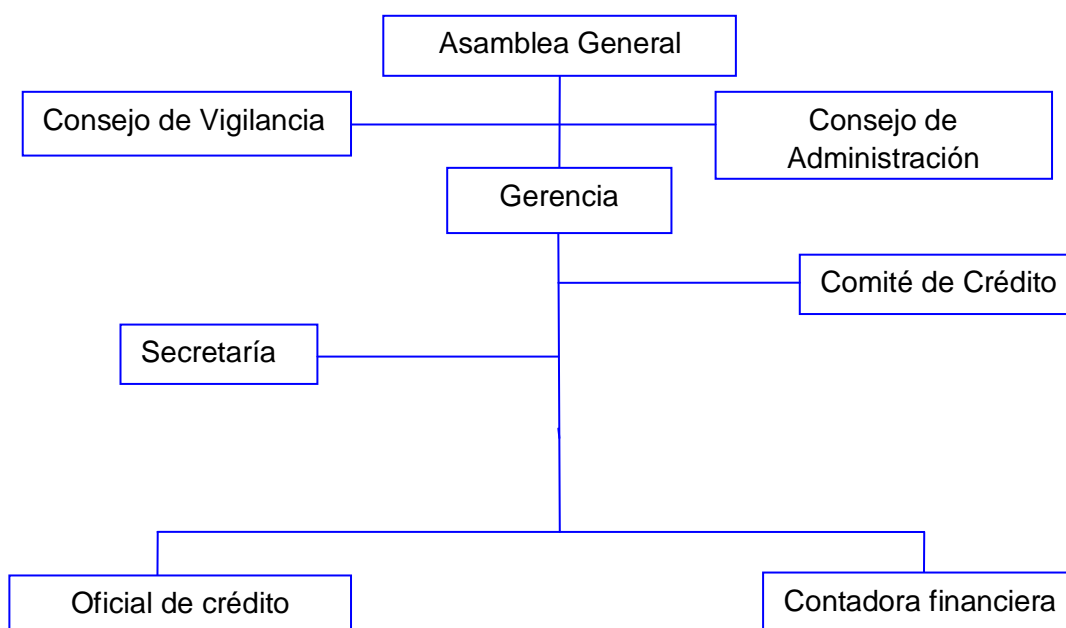 Asamblea General
Consejo de Vigilancia
Consejo de
Administración
Gerencia
Comité de Crédito
Secretaría
Oficial de crédito
Contadora financiera